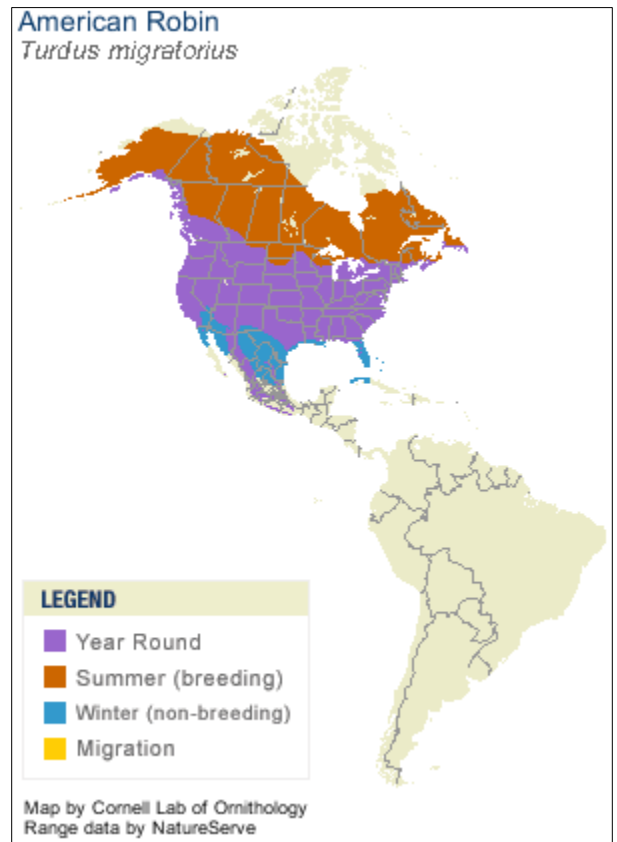 American Robin
Turdus migratorius
LEGEND
Year Round
Summer (breeding)
Winter (non-breeding)
Migration
Map by Cornell Lab of Ornithology
Range data by NatureServe